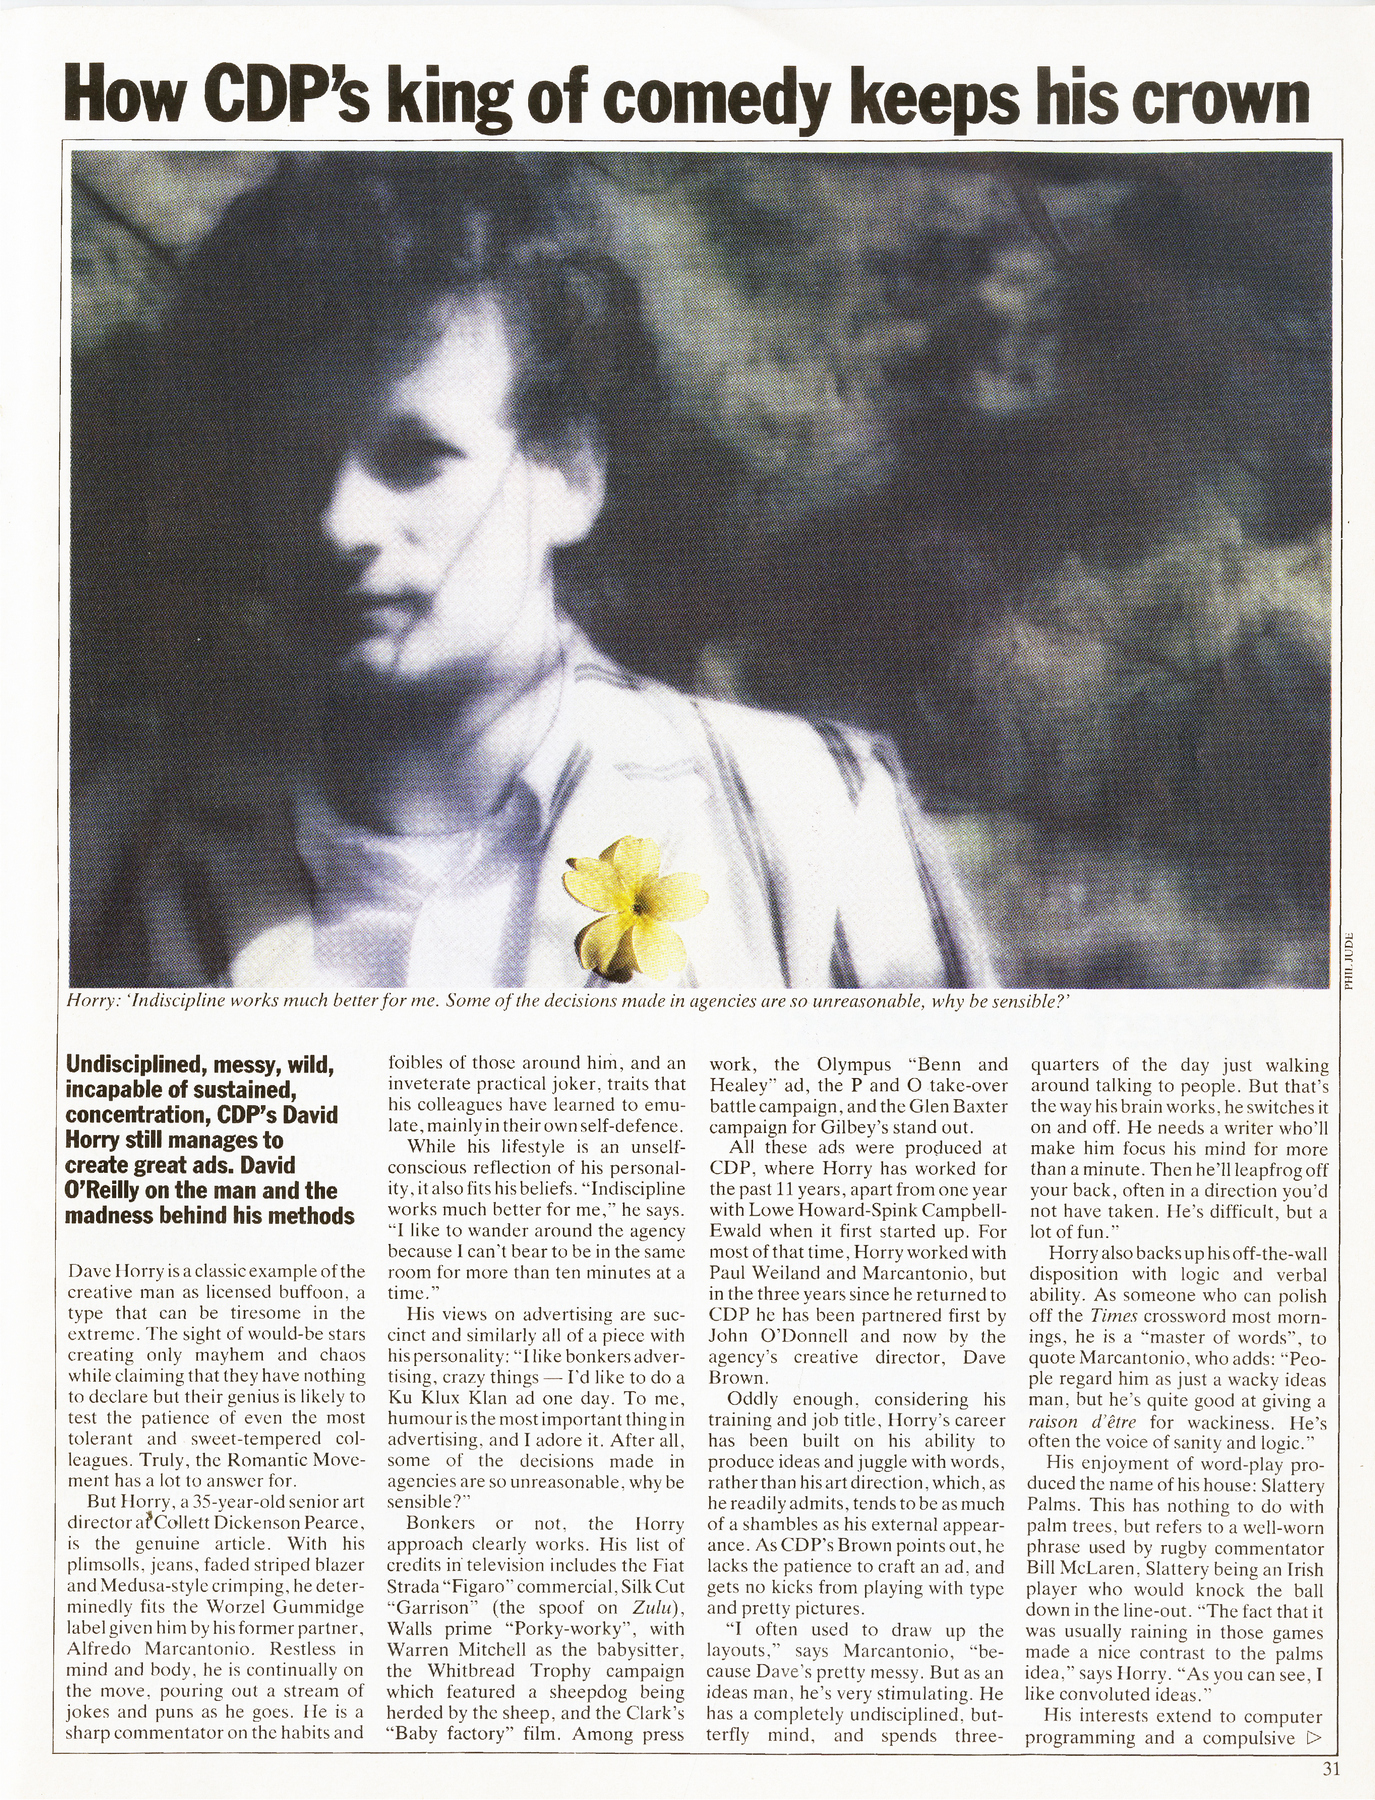 How CDP's king of comedy keeps his crown
PHIL JUDE
Horry: 'Indiscipline works much better for me. Some of the decisions made in agencies are so unreasonable, why be sensible?'
Undisciplined, messy, wild,
incapable of sustained,
concentration, CDP's David
Horry still manages to
create great ads. David
O'Reilly on the man and the
madness behind his methods
Dave Horry is a classic example of the
creative man as licensed buffoon, a
type that can be tiresome in the
extreme. The sight of would-be stars
creating only mayhem and chaos
while claiming that they have nothing
to declare but their genius is likely to
test the patience of even the most
tolerant and sweet-tempered col-
leagues. Truly, the Romantic Move-
ment has a lot to answer for.
But Horry, a 35-year-old senior art
director at Collett Dickenson Pearce,
is the genuine article. With his
plimsolls, jeans, faded striped blazer
and Medusa-style crimping, he deter-
minedly fits the Worzel Gummidge
label given him by his former partner,
Alfredo Marcantonio. Restless in
mind and body, he is continually on
the move, pouring out a stream of
jokes and puns as he goes. He is a
sharp commentator on the habits and
foibles of those around him, and an
inveterate practical joker, traits that
his colleagues have learned to emu-
late, mainly in their own self-defence.
While his lifestyle is an unself-
conscious reflection of his personal-
ity, it also fits his beliefs. "Indiscipline
works much better for me," he says.
"I like to wander around the agency
because I can't bear to be in the same
room for more than ten minutes at a
time."
His views on advertising are suc-
cinct and similarly all of a piece with
his personality: "I like bonkers adver-
tising, crazy things — I'd like to do a
Ku Klux Klan ad one day. To me,
humour is the most important thing in
advertising, and I adore it. After all,
some of the decisions made in
agencies are so unreasonable, why be
sensible?"
Bonkers or not, the Horry
approach clearly works. His list of
credits in television includes the Fiat
Strada "Figaro" commercial, Silk Cut
"Garrison" (the spoof on Zulu),
Walls prime "Porky-worky", with
Warren Mitchell as the babysitter,
the Whitbread Trophy campaign
which featured a sheepdog being
herded by the sheep, and the Clark's
"Baby factory" film. Among press
work, the Olympus "Benn and
Healey" ad, the P and O take-over
battle campaign, and the Glen Baxter
campaign for Gilbey's stand out.
All these ads were produced at
CDP, where Horry has worked for
the past 11 years, apart from one year
with Lowe Howard-Spink Campbell-
Ewald when it first started up. For
most of that time, Horry worked with
Paul Weiland and Marcantonio, but
in the three years since he returned to
CDP he has been partnered first by
John O'Donnell and now by the
agency's creative director, Dave
Brown.
Oddly enough, considering his
training and job title, Horry's career
has been built on his ability to
produce ideas and juggle with words,
rather than his art direction, which, as
he readily admits, tends to be as much
of a shambles as his external appear-
ance. As CDP's Brown points out, he
lacks the patience to craft an ad, and
gets no kicks from playing with type
and pretty pictures.
"I often used to draw up the
layouts," says Marcantonio, "be-
cause Dave's pretty messy. But as an
ideas man, he's very stimulating. He
has a completely undisciplined, but-
terfly mind, and spends three-
quarters of the day just walking
around talking to people. But that's
the way his brain works, he switches it
on and off. He needs a writer who'll
make him focus his mind for more
than a minute. Then he'll leapfrog off
your back, often in a direction you'd
not have taken. He's difficult, but a
lot of fun."
Horry also backs up his off-the-wall
disposition with logic and verbal
ability. As someone who can polish
off the Times crossword most morn-
ings, he is a "master of words", to
quote Marcantonio, who adds: "Peo-
ple regard him as just a wacky ideas
man, but he's quite good at giving a
raison d'être for wackiness. He's
often the voice of sanity and logic."
His enjoyment of word-play pro-
duced the name of his house: Slattery
Palms. This has nothing to do with
palm trees, but refers to a well-worn
phrase used by rugby commentator
Bill McLaren, Slattery being an Irish
player who would knock the ball
down in the line-out. "The fact that it
was usually raining in those games
made a nice contrast to the palms
idea," says Horry. "As you can see, I
like convoluted ideas."
His interests extend to computer
programming and a compulsive ▷
31